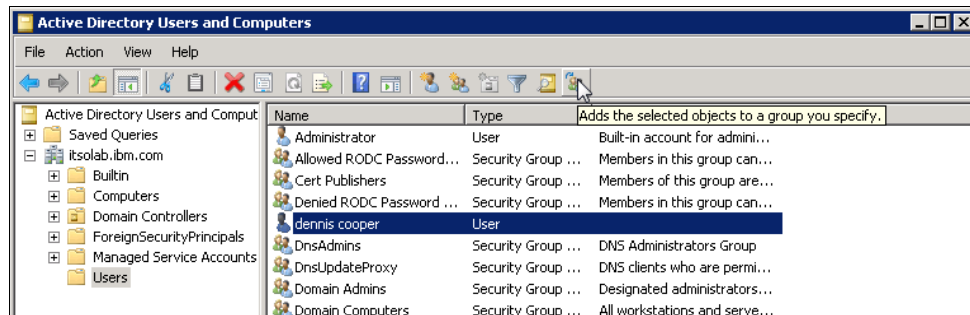 Active Directory Users and Computers
File Action View Help
Active Directory Users and Comput
Saved Queries
itsolab.ibm.com
Builtin
Computers
Domain Controllers
ForeignSecurityPrincipals
Managed Service Accounts
Users
Name Type
Adds the selected objects to a group you specify.
Administrator User Built-in account for admini...
Allowed RODC Password... Security Group ... Members in this group can...
Cert Publishers Security Group ... Members of this group are...
Denied RODC Password ... Security Group ... Members in this group can...
dennis cooper User
DnsAdmins Security Group ... DNS Administrators Group
DnsUpdateProxy Security Group ... DNS clients who are permi...
Domain Admins Security Group ... Designated administrators...
Domain Computers Security Group ... All workstations and serve...